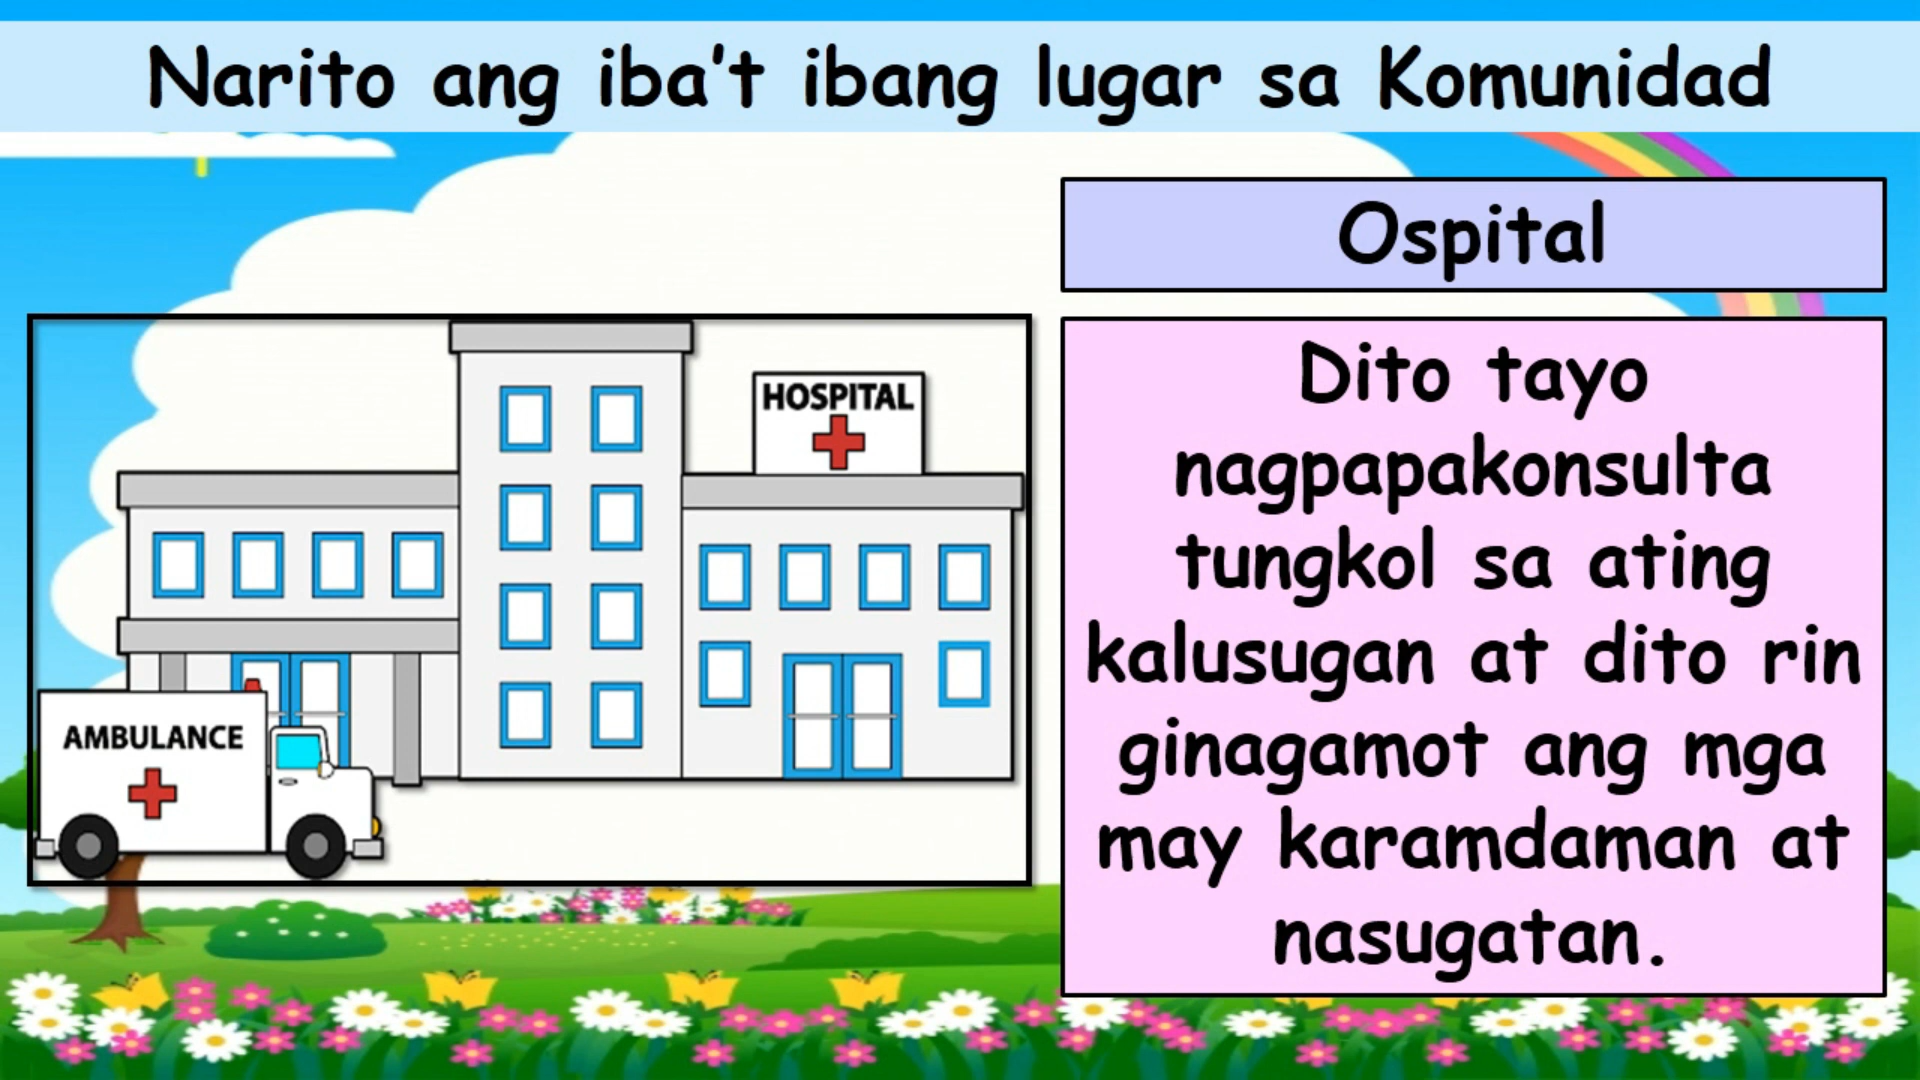 Narito ang iba't ibang lugar sa Komunidad
Ospital
HOSPITAL
AMBULANCE
Dito tayo
nagpapakonsulta
tungkol sa ating
kalusugan at dito rin
ginagamot ang mga
may karamdaman at
nasugatan.